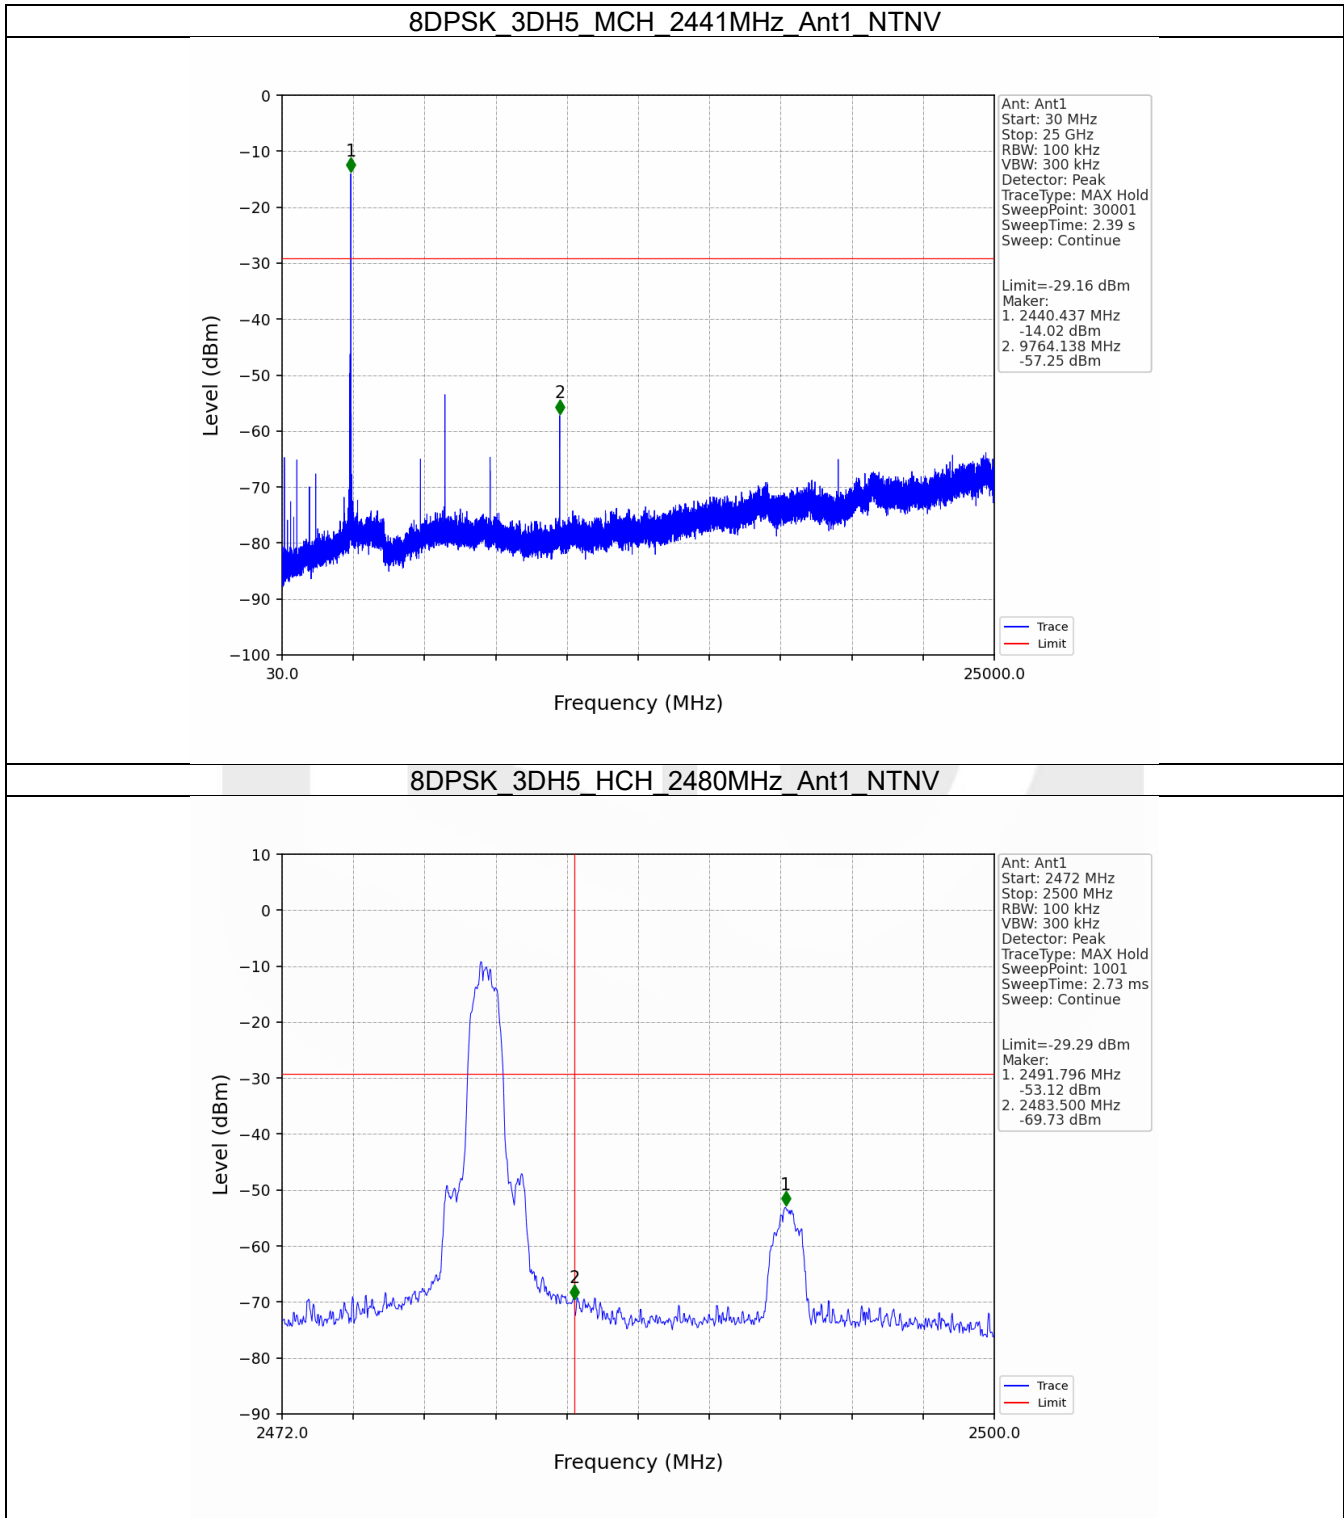 8DPSK_3DH5_MCH_2441MHz_Ant1_NTNV
0
−10
−20
−30
−40
−50
−60
−70
−80
−90
−100
Level (dBm)
1
2
30.0
25000.0
Frequency (MHz)
Ant: Ant1
Start: 30 MHz
Stop: 25 GHz
RBW: 100 kHz
VBW: 300 kHz
Detector: Peak
TraceType: MAX Hold
SweepPoint: 30001
SweepTime: 2.39 s
Sweep: Continue
Limit=-29.16 dBm
Maker:
1. 2440.437 MHz
-14.02 dBm
2. 9764.138 MHz
-57.25 dBm
Trace
Limit
8DPSK_3DH5_HCH_2480MHz_Ant1_NTNV
10
0
−10
−20
−30
−40
−50
−60
−70
−80
−90
Level (dBm)
1
2
2472.0
2500.0
Frequency (MHz)
Ant: Ant1
Start: 2472 MHz
Stop: 2500 MHz
RBW: 100 kHz
VBW: 300 kHz
Detector: Peak
TraceType: MAX Hold
SweepPoint: 1001
SweepTime: 2.73 ms
Sweep: Continue
Limit=-29.29 dBm
Maker:
1. 2491.796 MHz
-53.12 dBm
2. 2483.500 MHz
-69.73 dBm
Trace
Limit